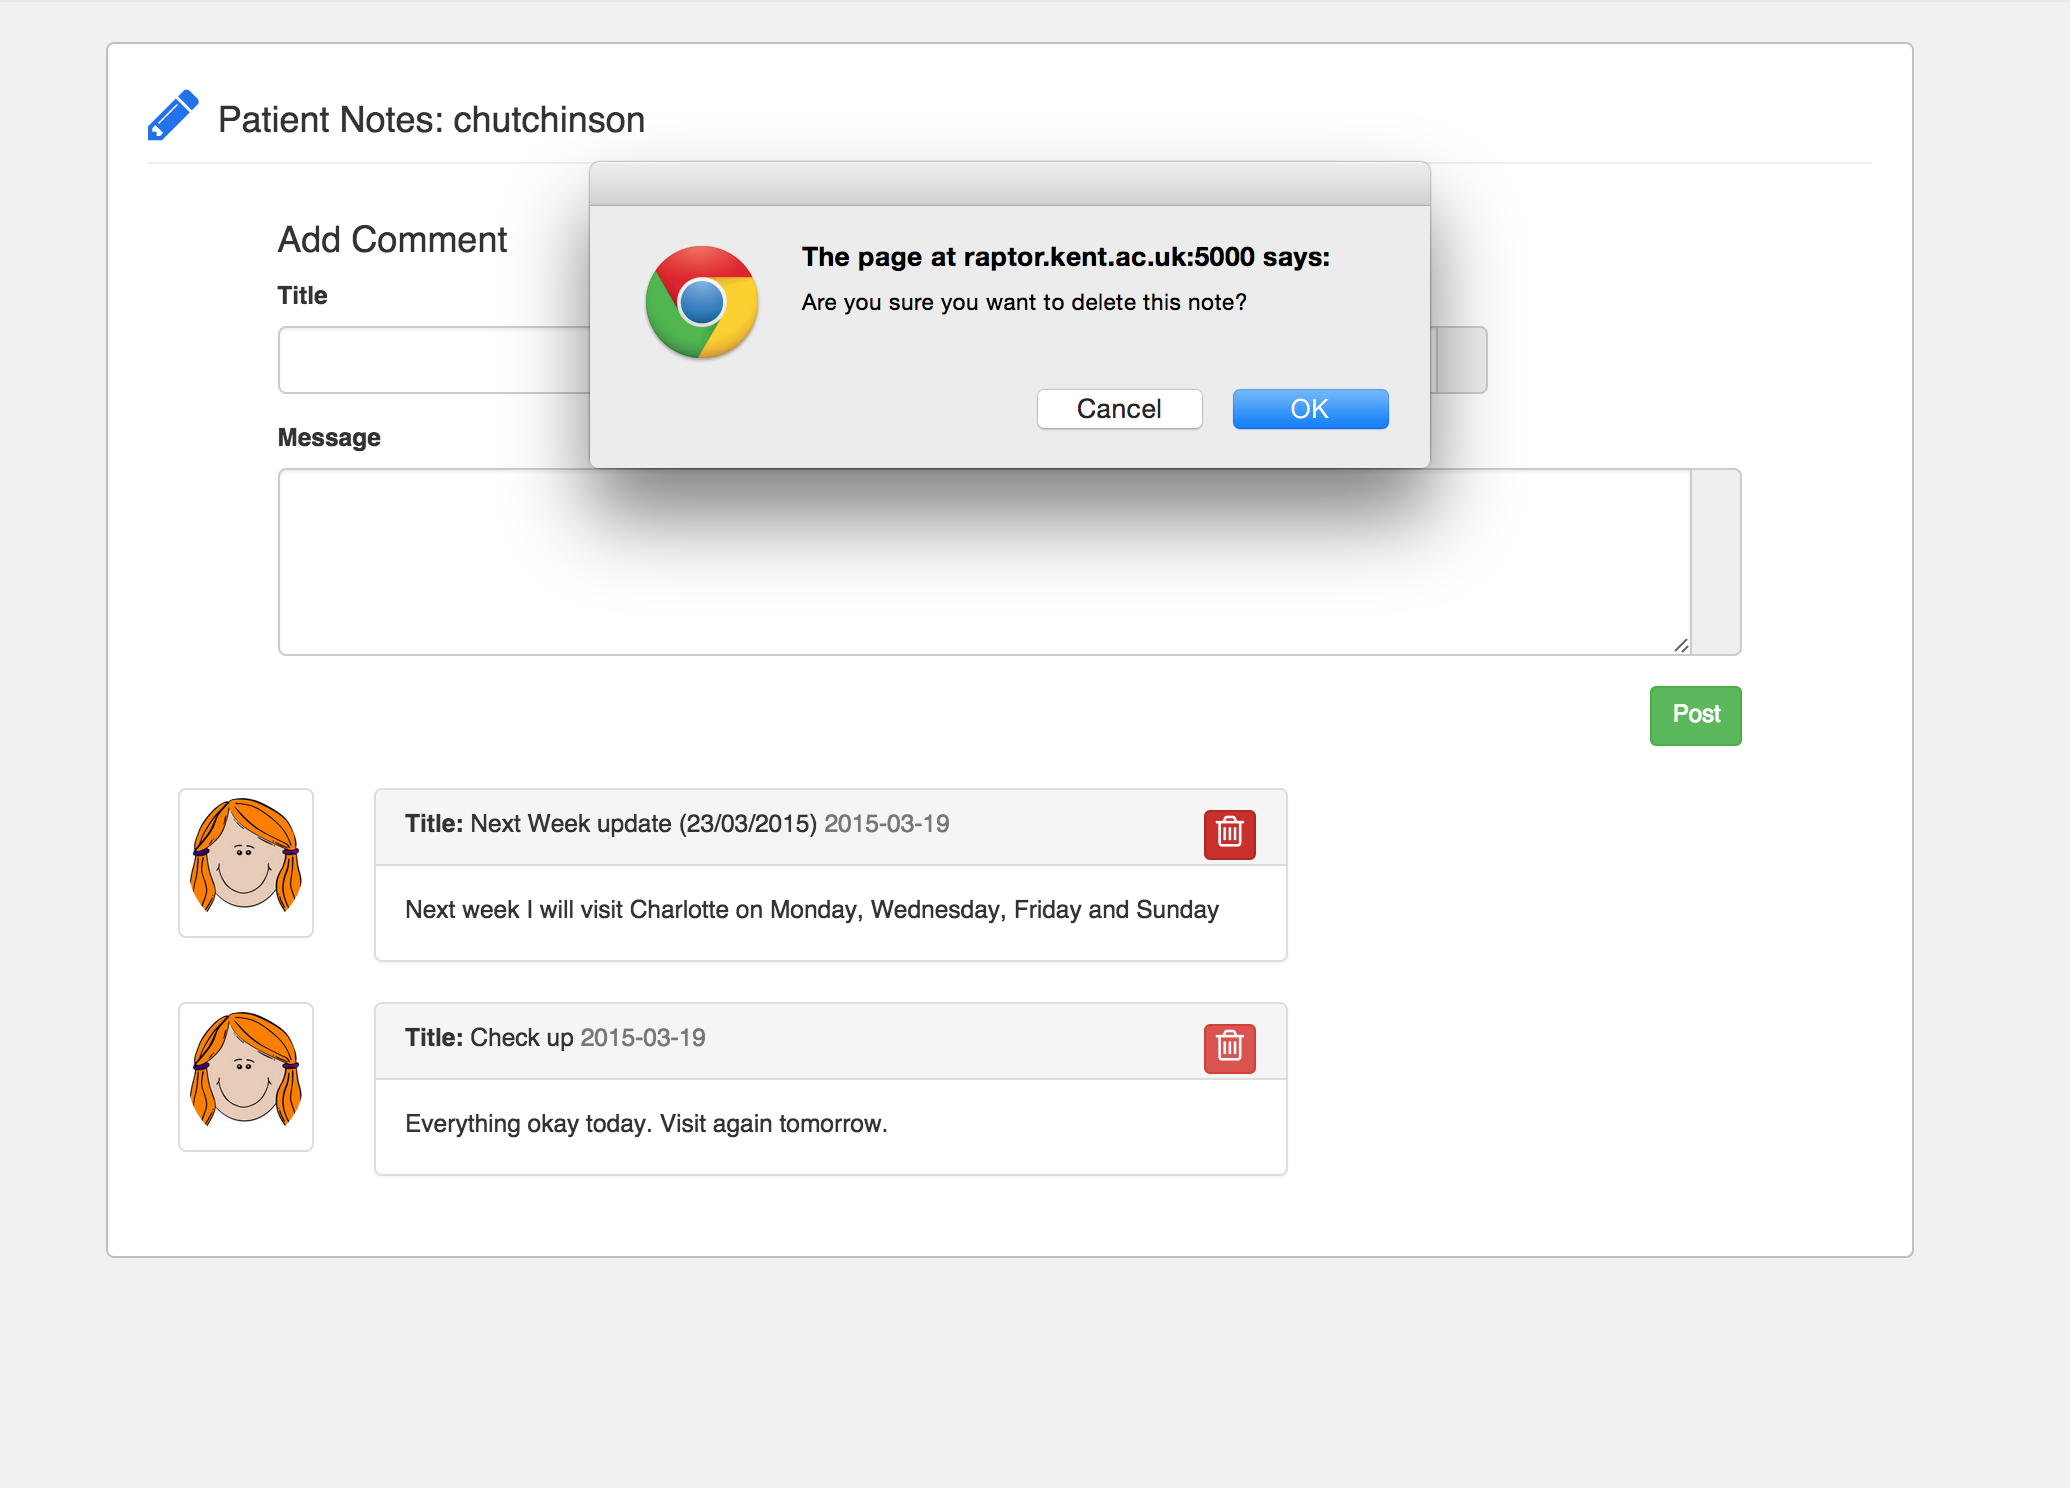 Patient Notes: chutchinson
The page at raptor.kent.ac.uk:5000 says:
Are you sure you want to delete this note?
Cancel
OK
Add Comment
Title
Message
Post
Title: Next Week update (23/03/2015) 2015-03-19
Next week I will visit Charlotte on Monday, Wednesday, Friday and Sunday
Title: Check up 2015-03-19
Everything okay today. Visit again tomorrow.